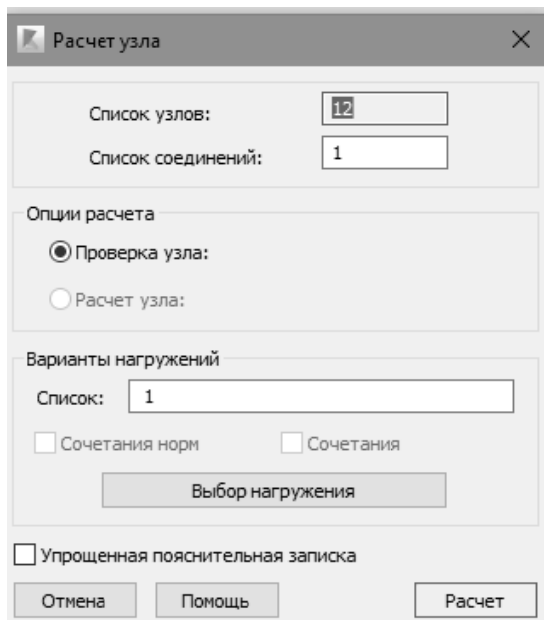 Расчет узла
Список узлов: 12
Список соединений: 1
Опции расчета
Проверка узла:
Расчет узла:
Варианты нагружений
Список: 1
Сочетания норм Сочетания
Выбор нагружения
Упрощенная пояснительная записка
Отмена Помощь Расчет